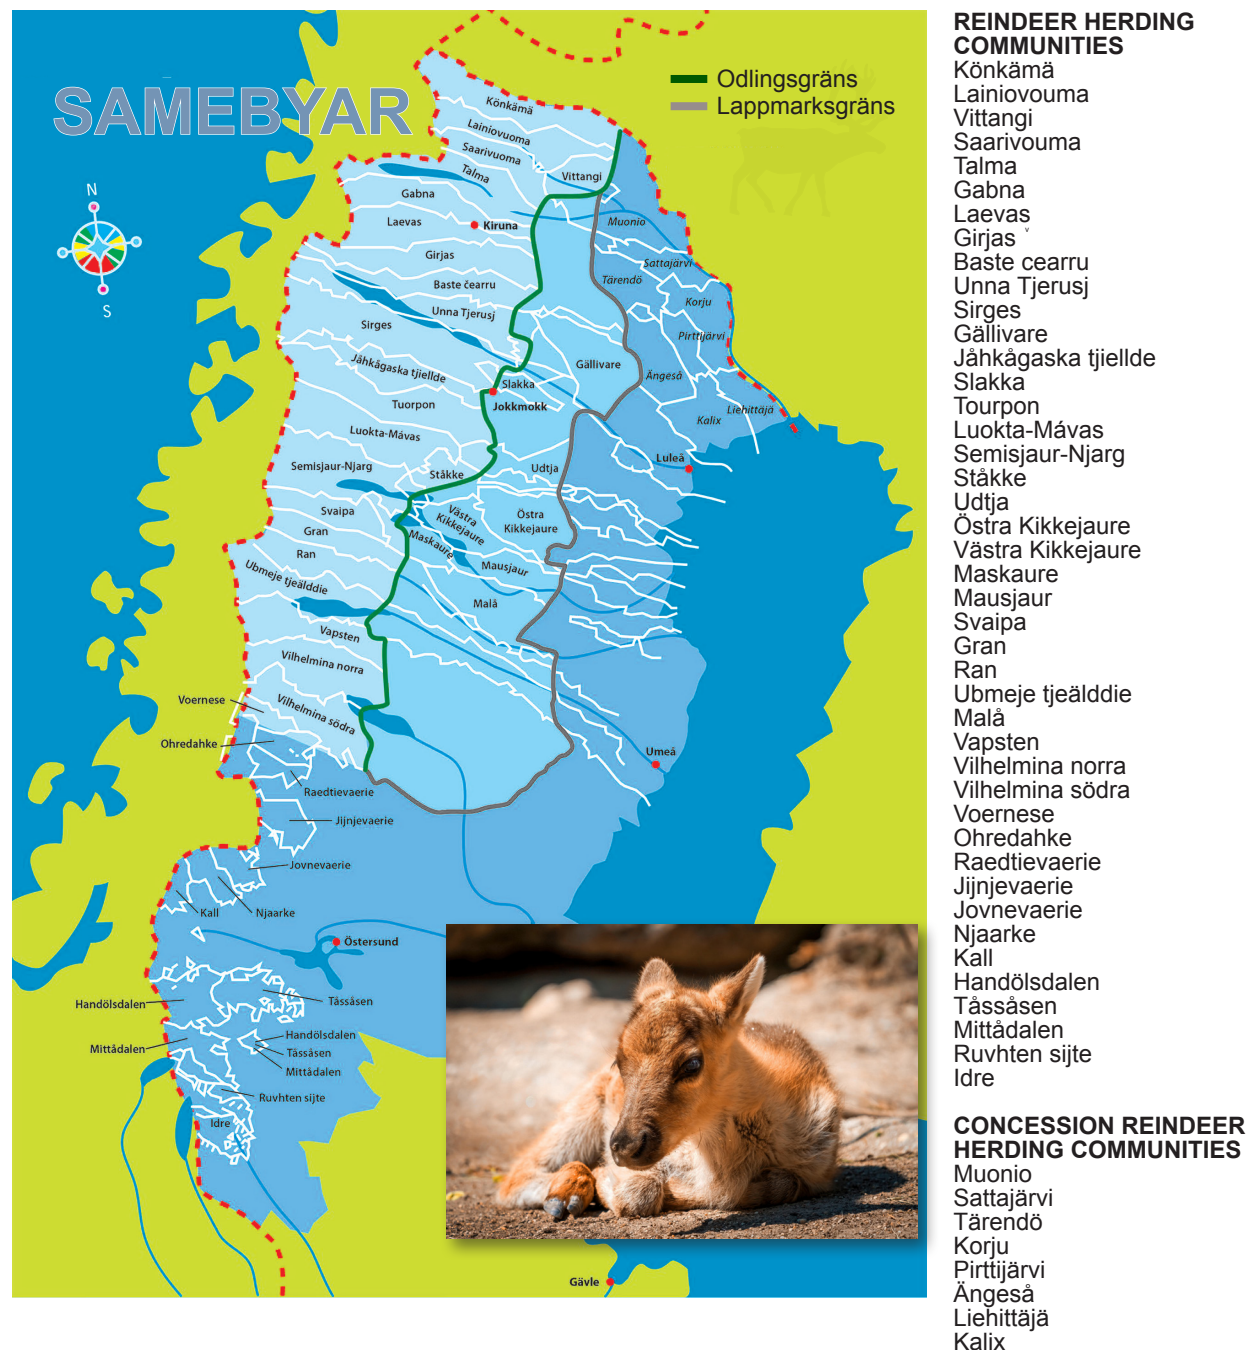 SAMEBYAR
Odlingsgräns
Lappmarksgräns
N
S
Könkämä
Lainiovuoma
Saarivuoma
Talma
Vittangi
Gabna
Laevas
Kiruna
Muonio
Girjas
Sattajärvi
Tärendö
Baste čearru
Korju
Unna Tjerusj
Sirges
Pirttijärvi
Jåhkågaska tjiellde
Gällivare
Ängeså
Slakka
Tuorpon
Jokkmokk
Liehittäjä
Kalix
Luokta-Mávas
Luleå
Semisjaur-Njarg
Ståkke
Udtja
Svaipa
Västra
Kikkejaure
Östra
Kikkejaure
Gran
Maskaure
Ran
Mausjaur
Ubmeje tjeälddie
Malå
Vapsten
Vilhelmina norra
Voernese
Vilhelmina södra
Ohredahke
Umeå
Raedtievaerie
Jijnjevaerie
Jovnevaerie
Kall
Njaarke
Östersund
Handölsdalen
Tåssåsen
Mittådalen
Handölsdalen
Tåssåsen
Mittådalen
Ruvhten sijte
Idre
Gävle
REINDEER HERDING
COMMUNITIES
Könkämä
Lainiovouma
Vittangi
Saarivouma
Talma
Gabna
Laevas
Girjas ˇ
Baste cearru
Unna Tjerusj
Sirges
Gällivare
Jåhkågaska tjiellde
Slakka
Tourpon
Luokta-Mávas
Semisjaur-Njarg
Ståkke
Udtja
Östra Kikkejaure
Västra Kikkejaure
Maskaure
Mausjaur
Svaipa
Gran
Ran
Ubmeje tjeälddie
Malå
Vapsten
Vilhelmina norra
Vilhelmina södra
Voernese
Ohredahke
Raedtievaerie
Jijnjevaerie
Jovnevaerie
Njaarke
Kall
Handölsdalen
Tåssåsen
Mittådalen
Ruvhten sijte
Idre
CONCESSION REINDEER
HERDING COMMUNITIES
Muonio
Sattajärvi
Tärendö
Korju
Pirttijärvi
Ängeså
Liehittäjä
Kalix